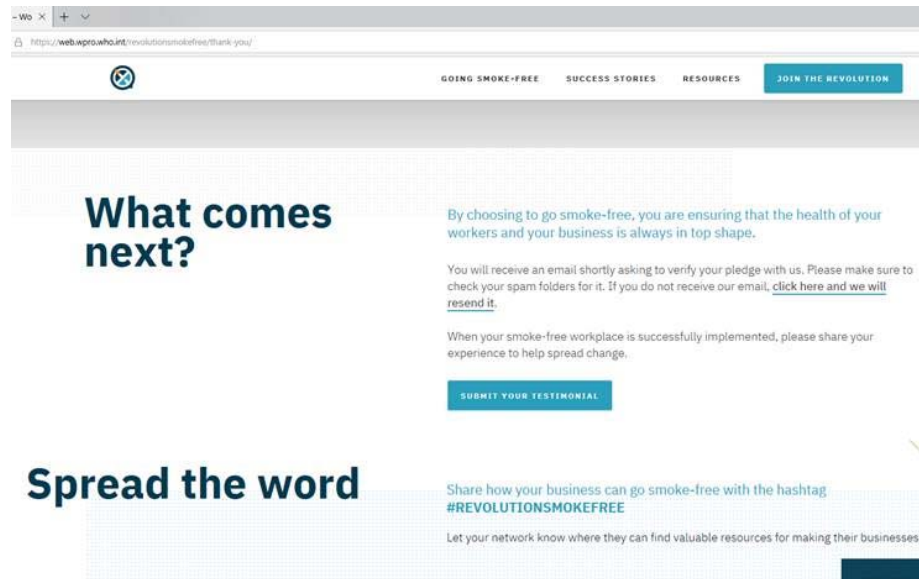 – Wo
https://web.wpro.who.int/revolutionsmokefree/thank-you/
GOING SMOKE-FREE SUCCESS STORIES RESOURCES JOIN THE REVOLUTION
What comes
next?
By choosing to go smoke-free, you are ensuring that the health of your
workers and your business is always in top shape.
You will receive an email shortly asking to verify your pledge with us. Please make sure to
check your spam folders for it. If you do not receive our email, click here and we will
resend it.
When your smoke-free workplace is successfully implemented, please share your
experience to help spread change.
SUBMIT YOUR TESTIMONIAL
Spread the word
Share how your business can go smoke-free with the hashtag
#REVOLUTIONSMOKEFREE
Let your network know where they can find valuable resources for making their businesses